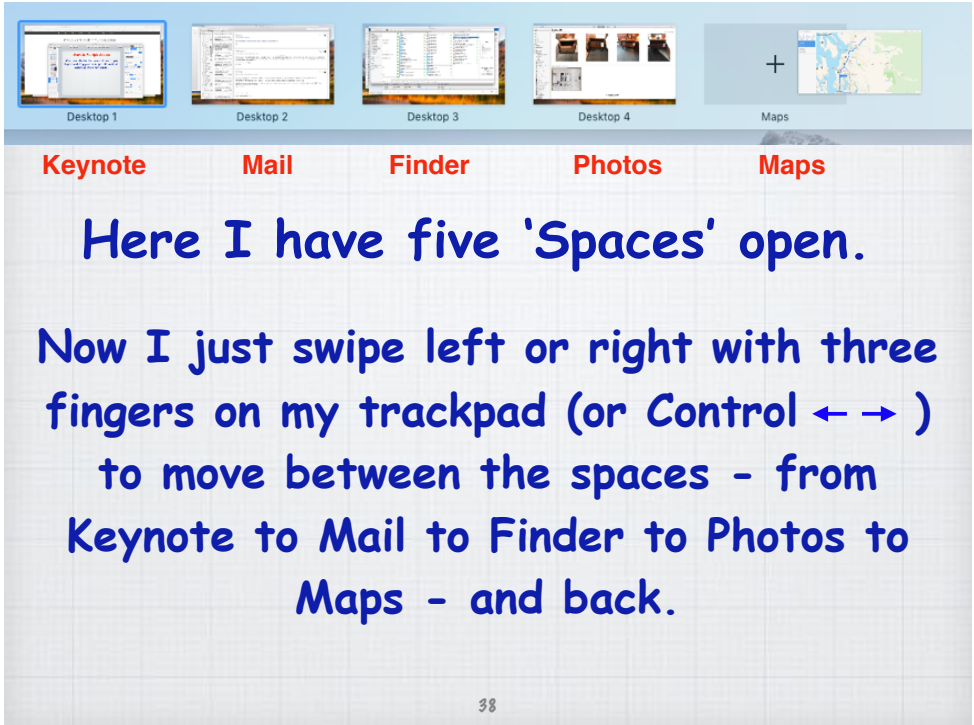 Desktop 1 Desktop 2 Desktop 3 Desktop 4 Maps
Keynote Mail Finder Photos Maps
Here I have five ‘Spaces’ open.
Now I just swipe left or right with three
fingers on my trackpad (or Control ← → )
to move between the spaces - from
Keynote to Mail to Finder to Photos to
Maps - and back.
38